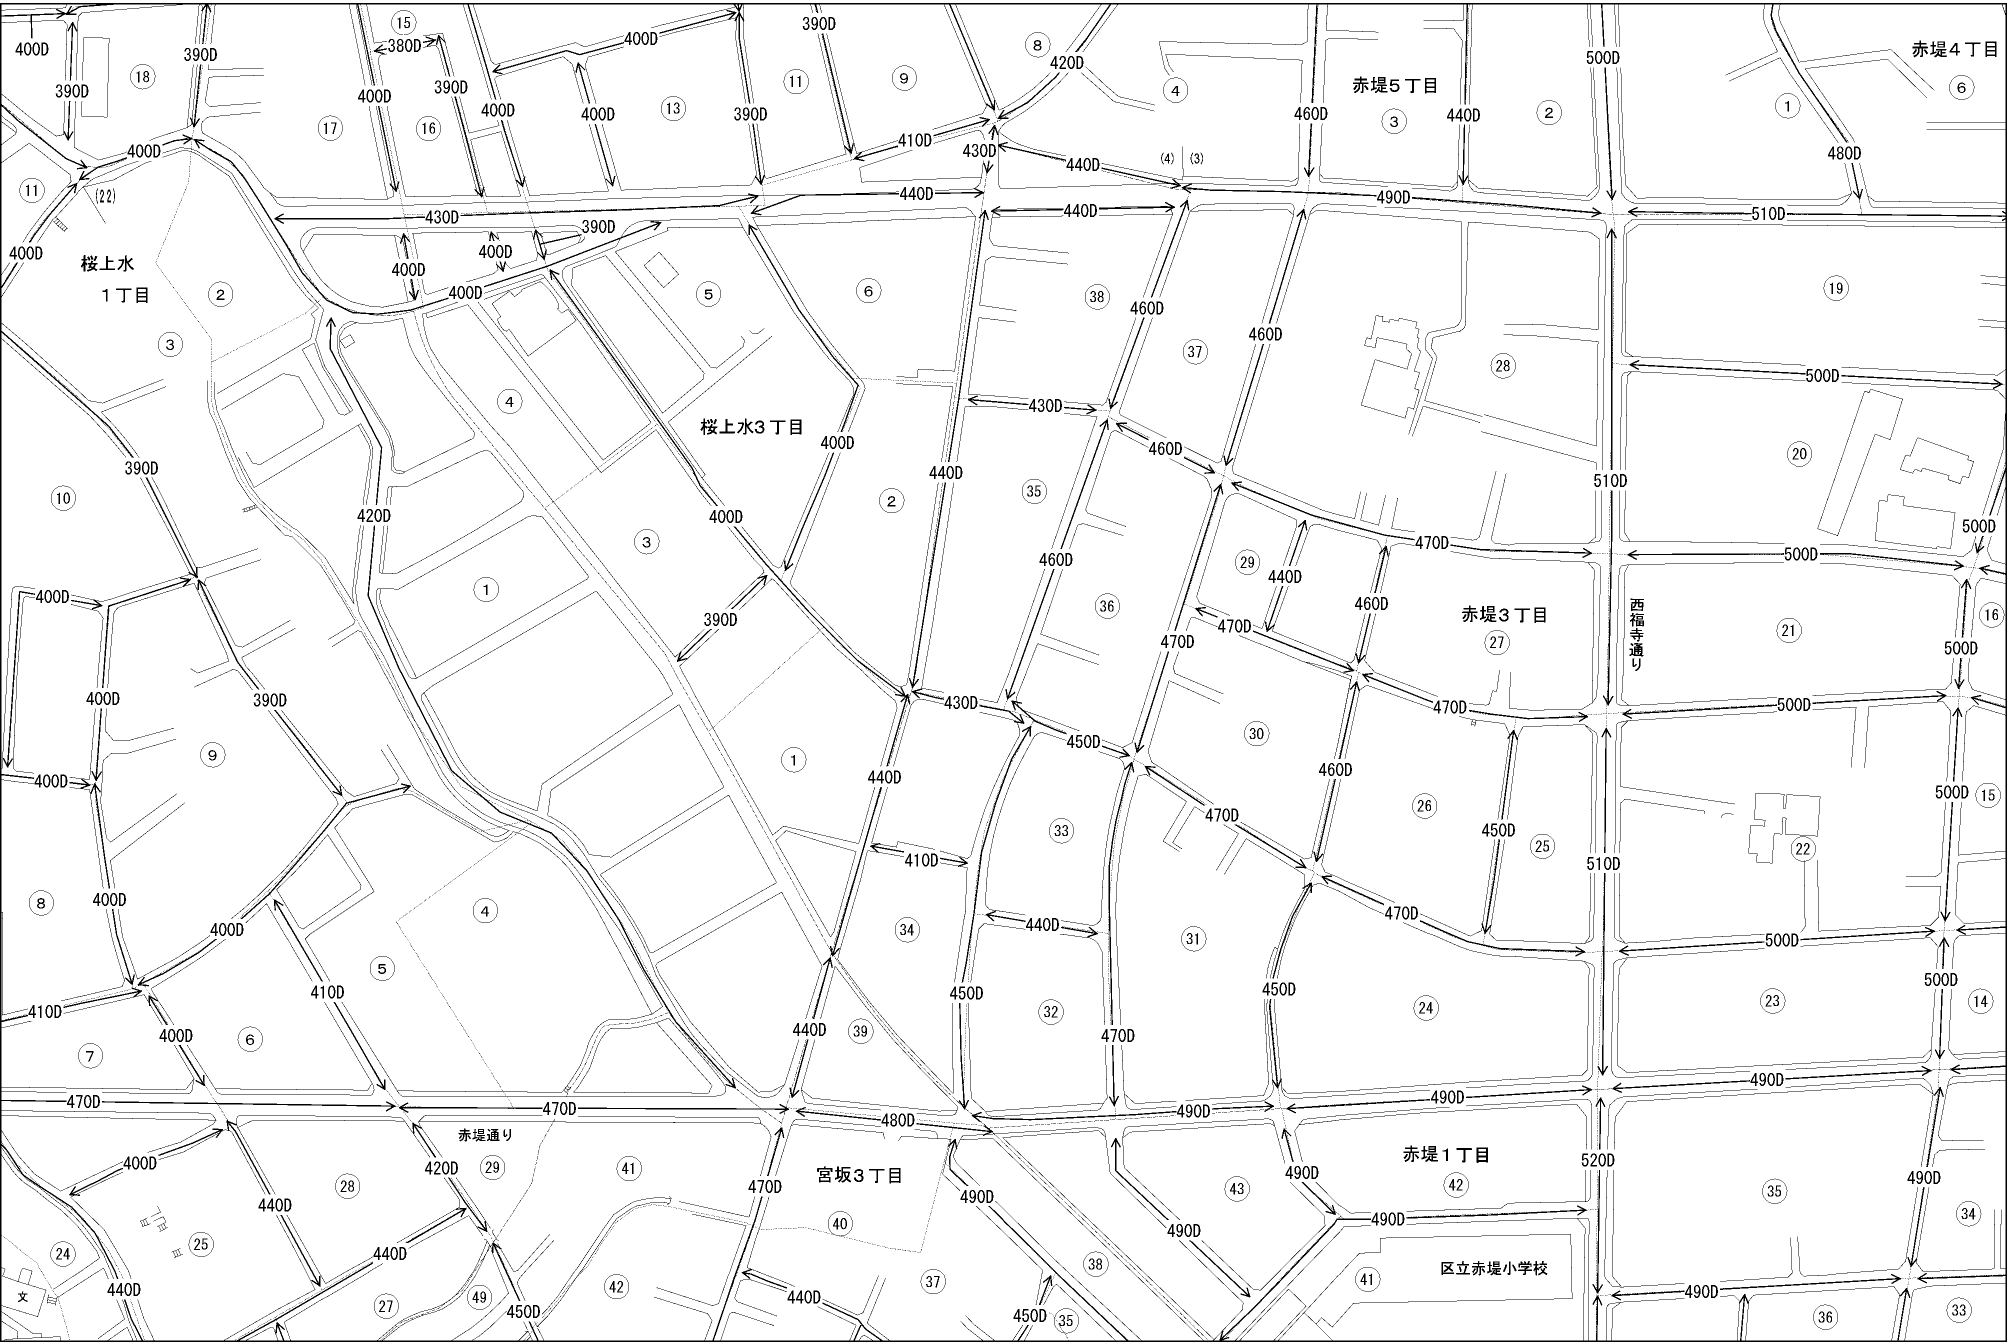 ⑮
390D
⑧
400D
400D
380D
390D
⑱
390D
420D
500D
赤堤4丁目
390D
400D
390D
⑪
⑨
④
赤堤5丁目
①
⑥
400D
400D
⑬
390D
460D
③
440D
②
⑰
⑯
400D
410D
430D
480D
(4)
(3)
440D
⑪
(22)
440D
490D
510D
430D
440D
400D
400D
390D
桜上水
1丁目
②
400D
400D
⑤
⑥
㊳
460D
⑲
③
460D
㊲
㉘
500D
④
430D
桜上水3丁目
400D
460D
⑳
390D
⑩
440D
510D
㉟
②
420D
400D
500D
③
470D
500D
460D
㉙
440D
①
400D
㊱
460D
赤堤3丁目
西福寺通り
⑯
390D
470D
㉗
㉑
470D
500D
400D
390D
430D
470D
500D
⑨
450D
㉚
①
440D
460D
400D
500D
⑮
㉖
470D
㉝
450D
㉕
㉒
410D
510D
400D
⑧
④
470D
440D
400D
㉞
㉛
500D
⑤
500D
410D
450D
450D
410D
㉜
㉔
㉓
⑭
400D
440D
㊴
470D
⑥
⑦
490D
470D
470D
490D
490D
480D
赤堤通り
赤堤1丁目
520D
400D
420D
㉙
㊶
宮坂3丁目
490D
490D
㉘
470D
490D
㊸
㊷
㉟
440D
㊵
490D
490D
㉞
㉕
440D
㉔
㊳
区立赤堤小学校
440D
㊲
㊶
㊷
文
440D
490D
㉗
㊾
450D
450D
㉟
㊱
㉝